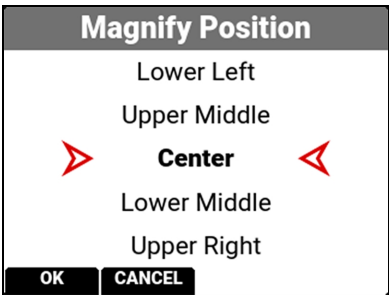 Magnify Position
Lower Left
Upper Middle
Center
Lower Middle
Upper Right
OK CANCEL